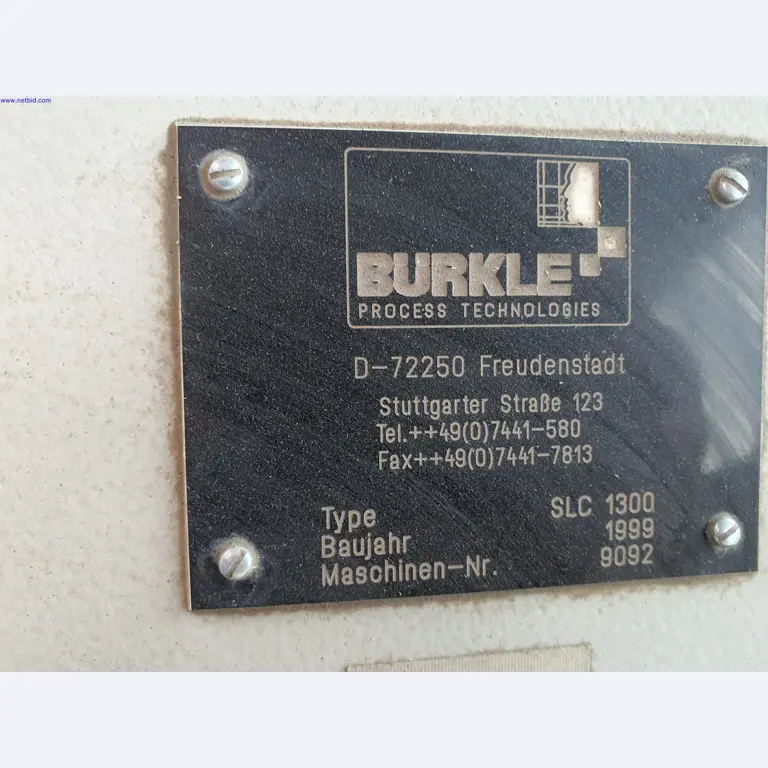 www.netbid.com
BÜRKLE
PROCESS TECHNOLOGIES
D-72250 Freudenstadt
Stuttgarter Straße 123
Tel.++49(0)7441-580
Fax++49(0)7441-7813
Type SLC 1300
Baujahr 1999
Maschinen-Nr. 9092